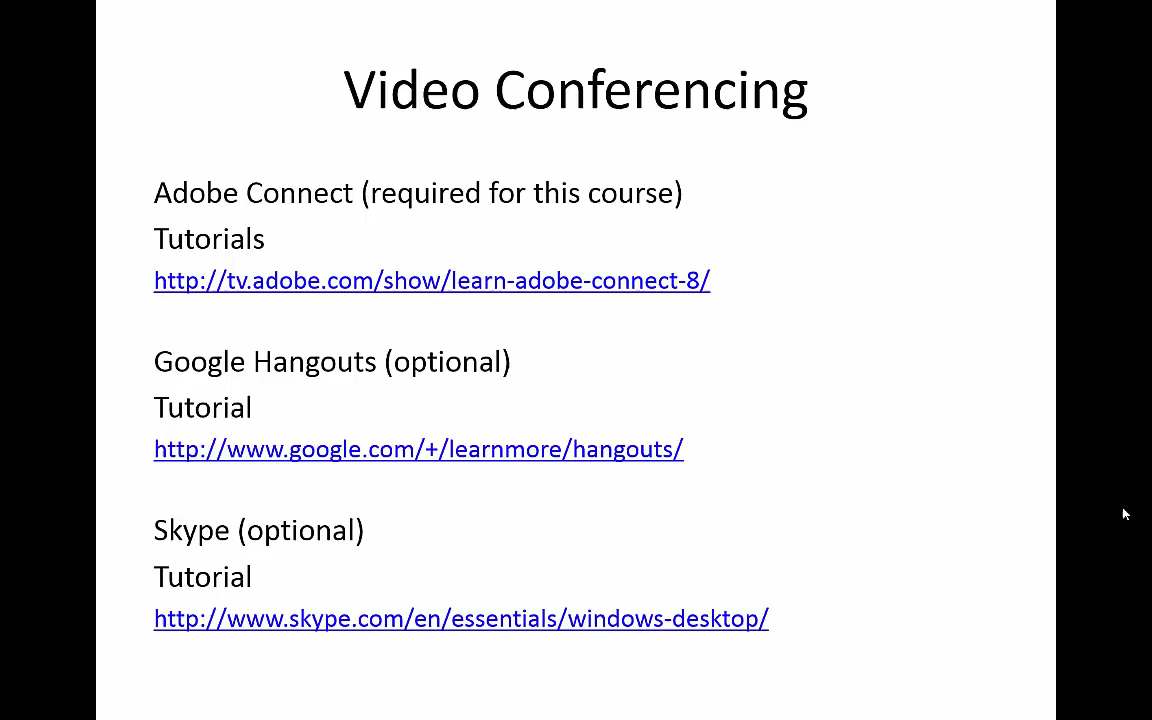 Video Conferencing
Adobe Connect (required for this course)
Tutorials
http://tv.adobe.com/show/learn-adobe-connect-8/
Google Hangouts (optional)
Tutorial
http://www.google.com/+/learnmore/hangouts/
Skype (optional)
Tutorial
http://www.skype.com/en/essentials/windows-desktop/